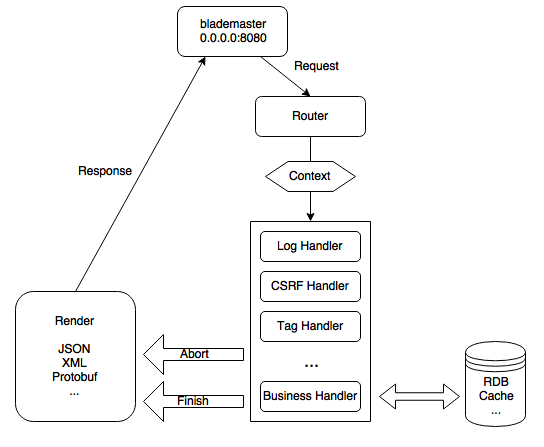 blademaster
0.0.0.0:8080
Request
Router
Response
Context
Log Handler
CSRF Handler
Render
Tag Handler
JSON
XML
Protobuf
...
Abort
...
Finish
Business Handler
RDB
Cache
...